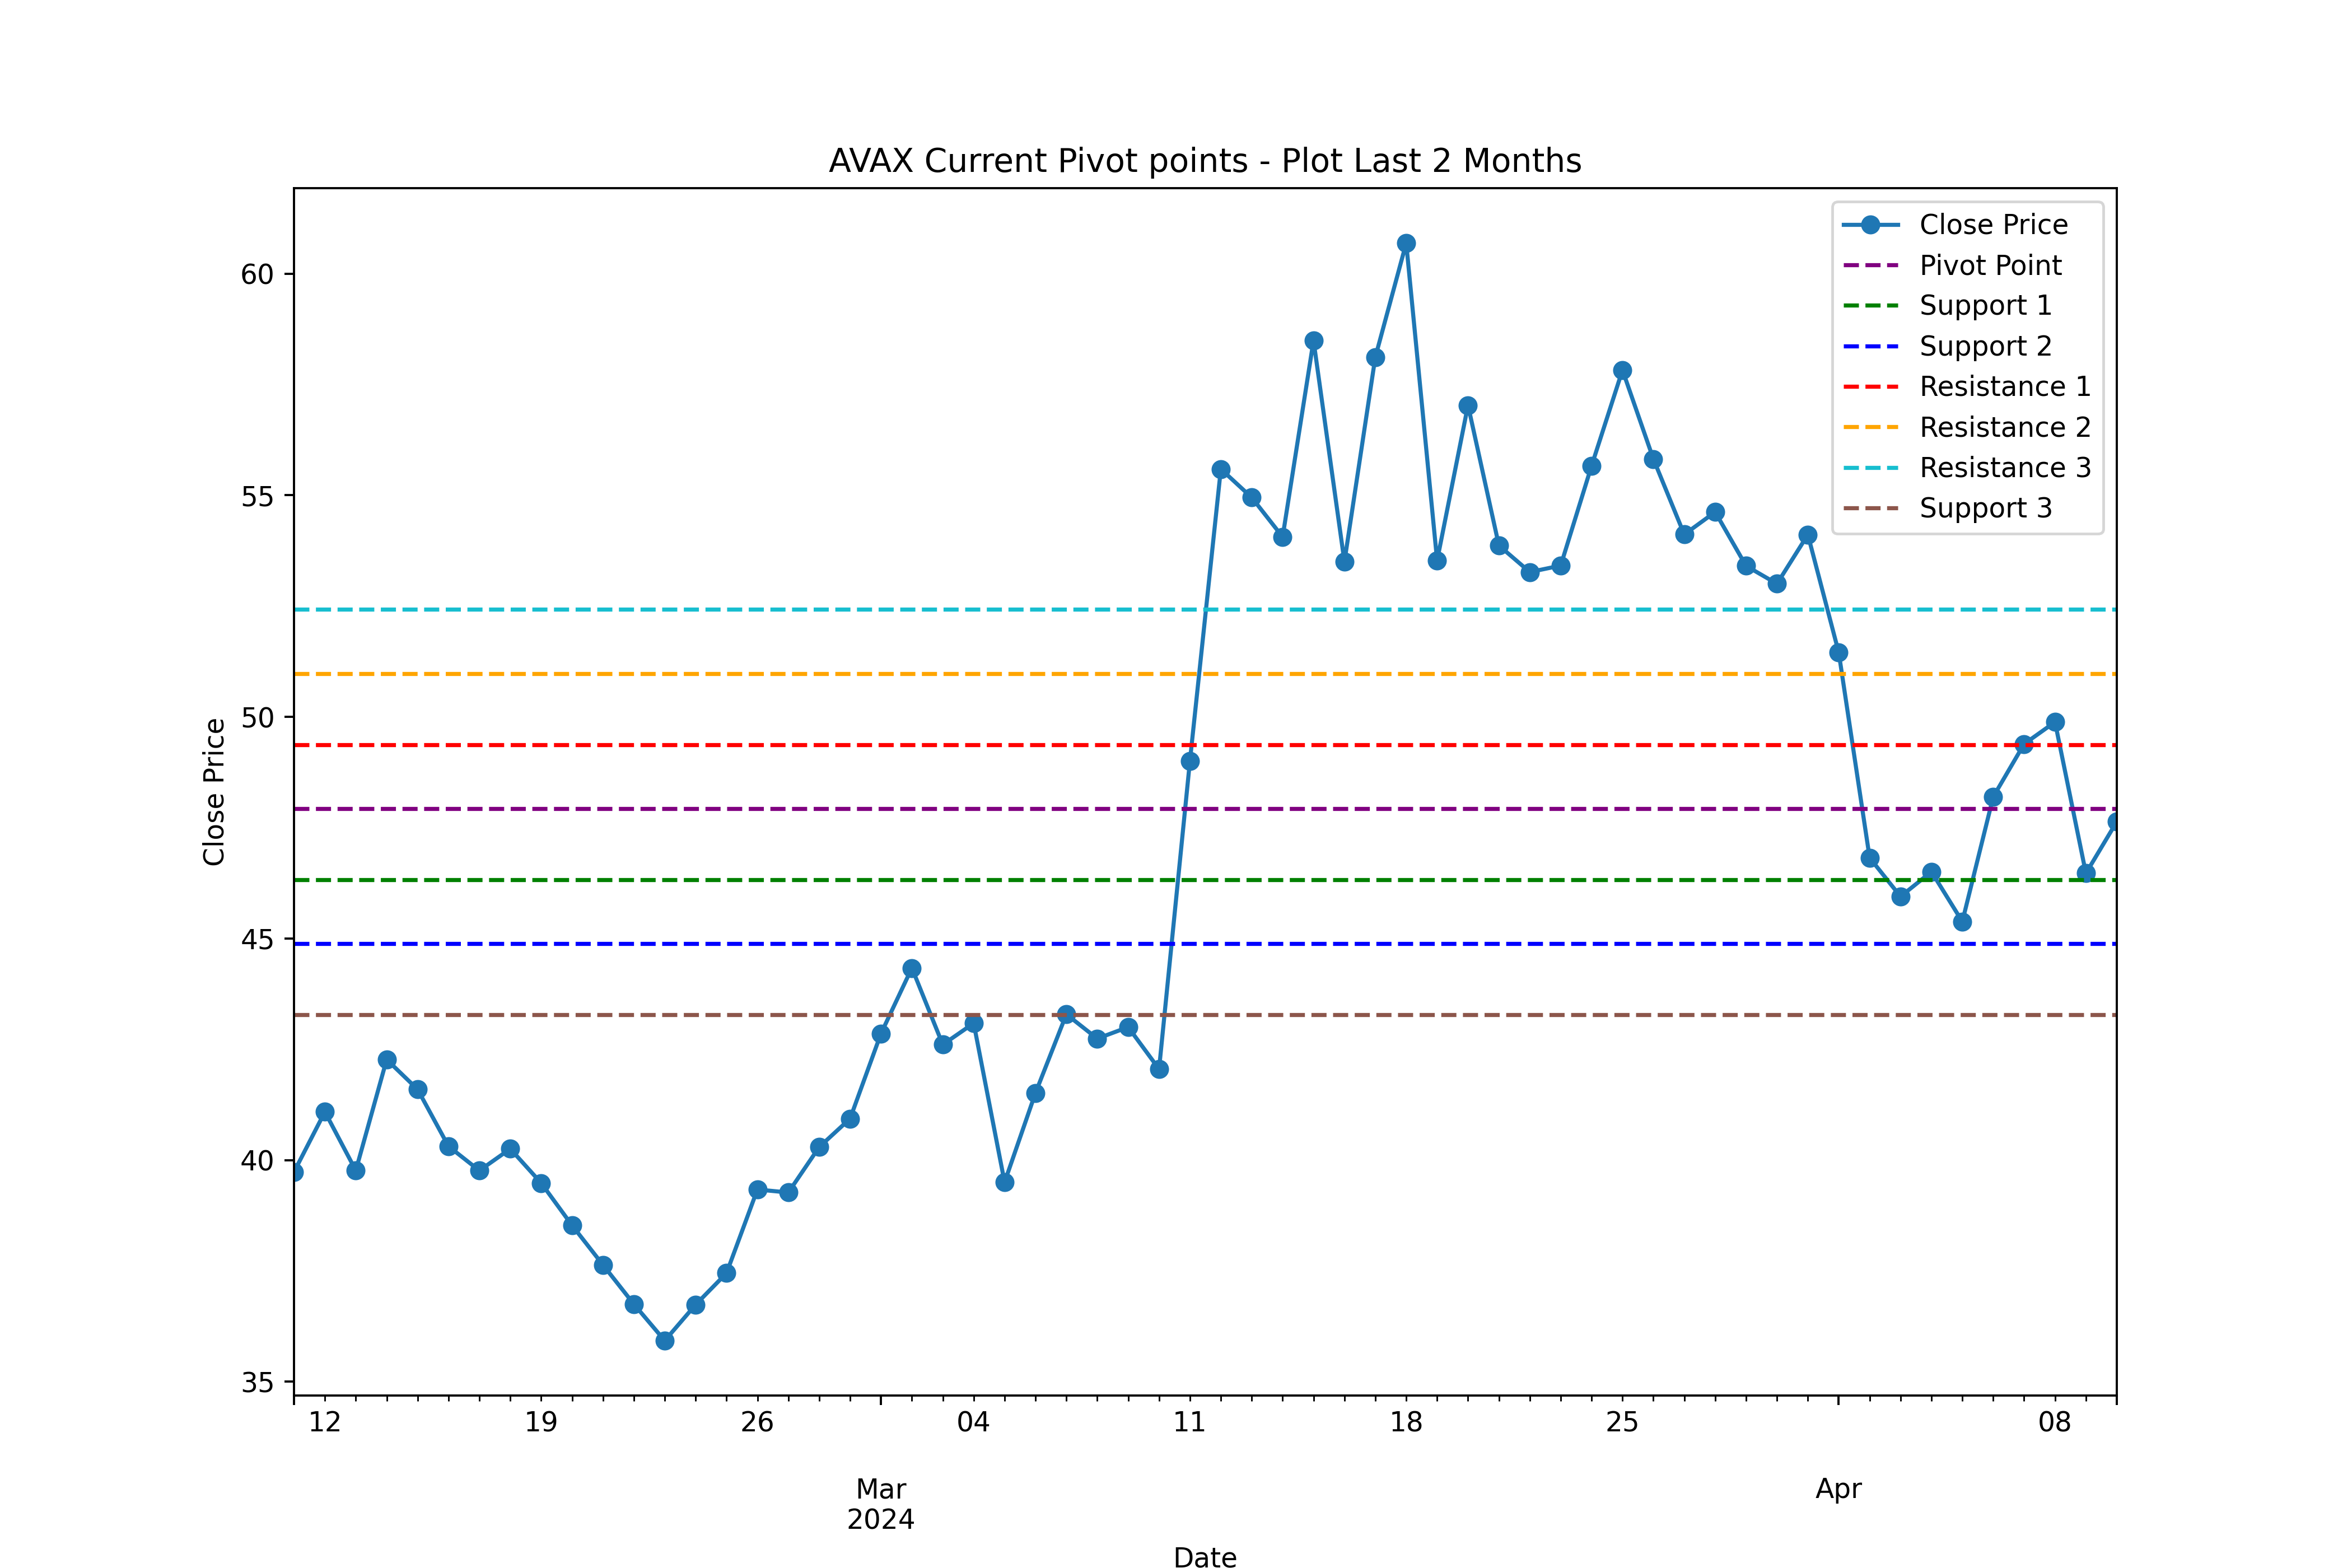 AVAX Current Pivot points - Plot Last 2 Months
Close Price
Pivot Point
Support 1
Support 2
Resistance 1
Resistance 2
Resistance 3
Support 3
60
55
50
45
40
35
Close Price
12 19 26 04 11 18 25 08
Mar Apr
2024
Date